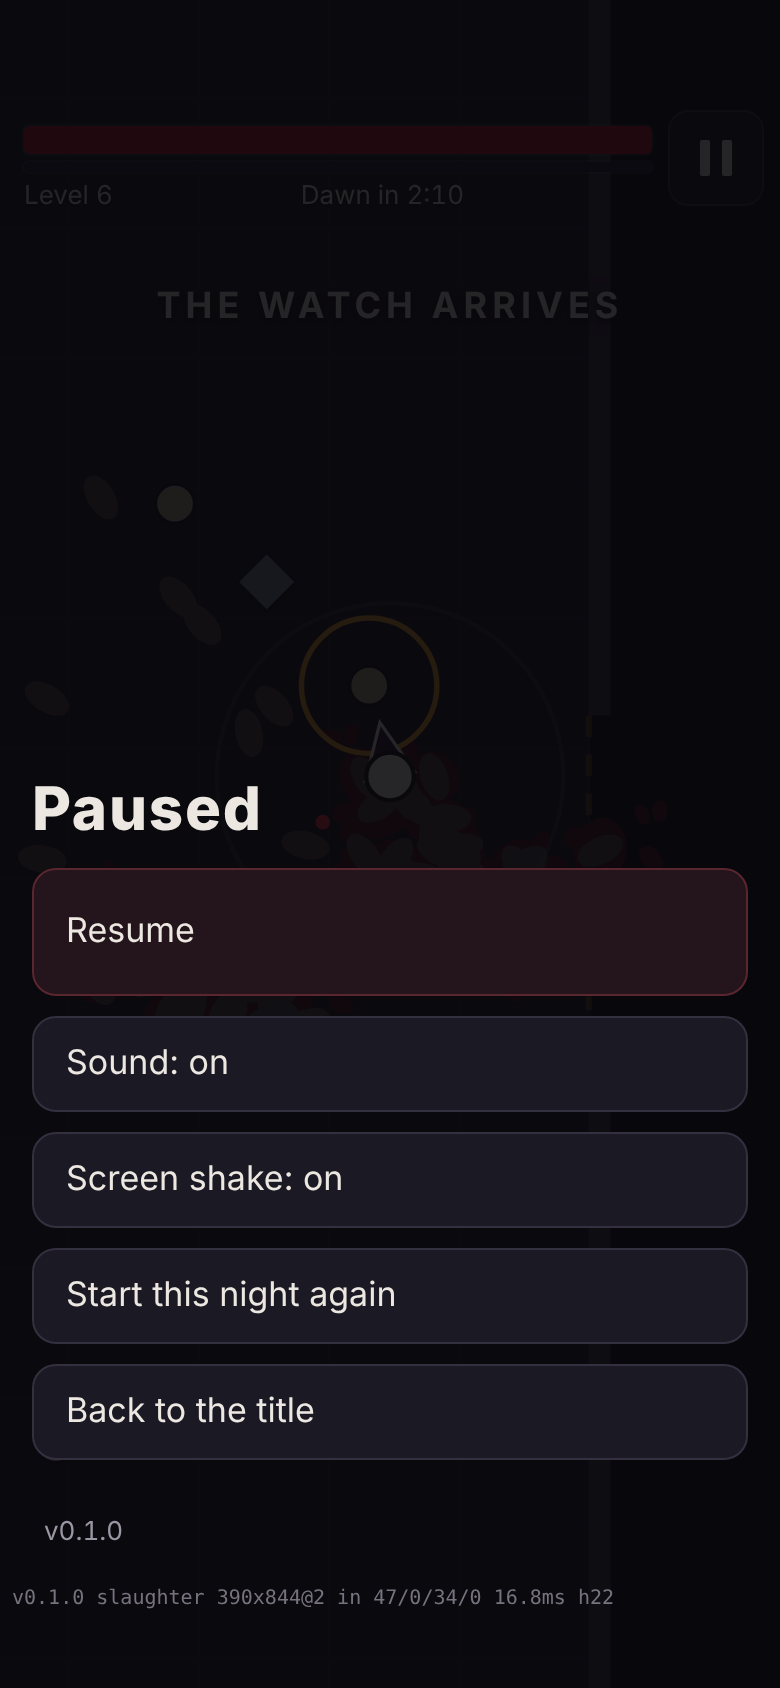 Level 6
Dawn in 2:10
THE WATCH ARRIVES
Paused
Resume
Sound: on
Screen shake: on
Start this night again
Back to the title
v0.1.0
v0.1.0 slaughter 390x844@2 in 47/0/34/0 16.8ms h22